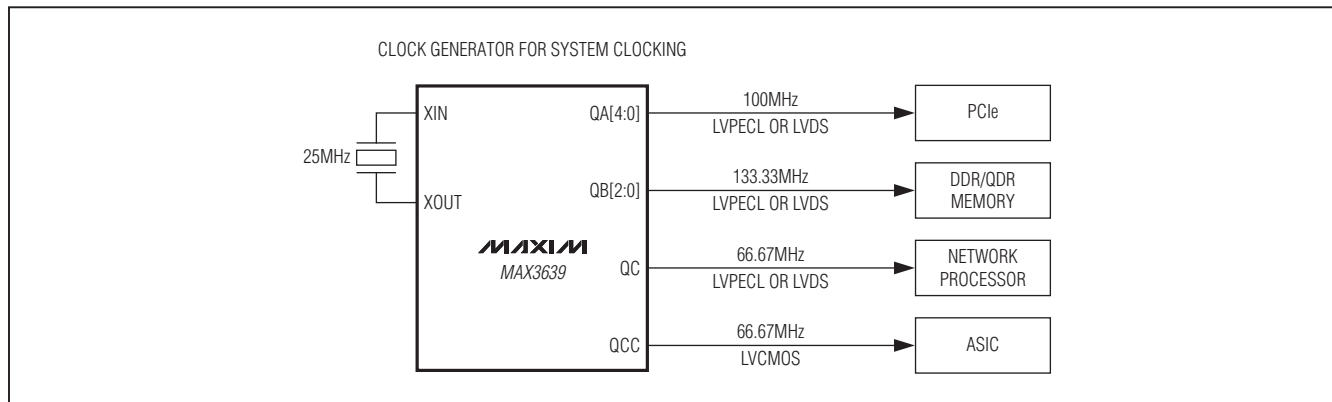 CLOCK GENERATOR FOR SYSTEM CLOCKING
XIN
25MHz
XOUT
MAXIM
MAX3639
QA[4:0]
100MHz
LVPECL OR LVDS
PCIe
QB[2:0]
133.33MHz
LVPECL OR LVDS
DDR/QDR
MEMORY
QC
66.67MHz
LVPECL OR LVDS
NETWORK
PROCESSOR
QCC
66.67MHz
LVCMOS
ASIC